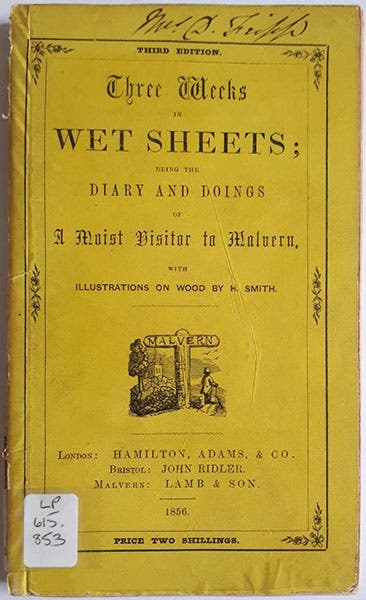 Mrs D. Fripp
THIRD EDITION.
Three Weeks
IN
WET SHEETS;
BEING THE
DIARY AND DOINGS
OF
A Moist Visitor to Malvern,
WITH
ILLUSTRATIONS ON WOOD BY H. SMITH.
MALVERN
LONDON: HAMILTON, ADAMS, & CO.
BRISTOL: JOHN RIDLER.
MALVERN: LAMB & SON.
1856.
PRICE TWO SHILLINGS.
LP
615.
853